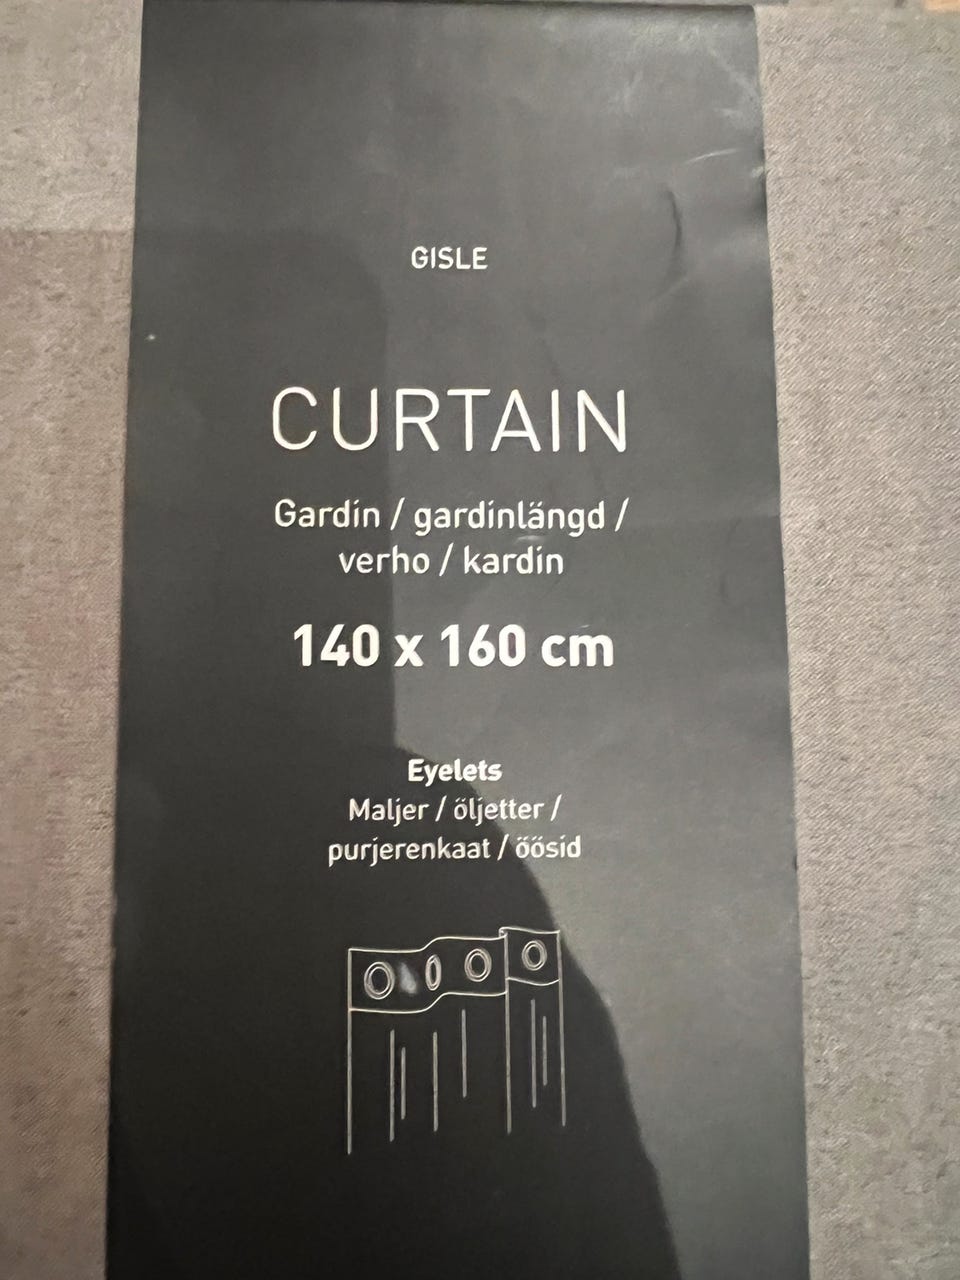 GISLE
CURTAIN
Gardin / gardinlängd /
verho / kardin
140 x 160 cm
Eyelets
Maljer / öljetter /
purjerenkaat / öösid